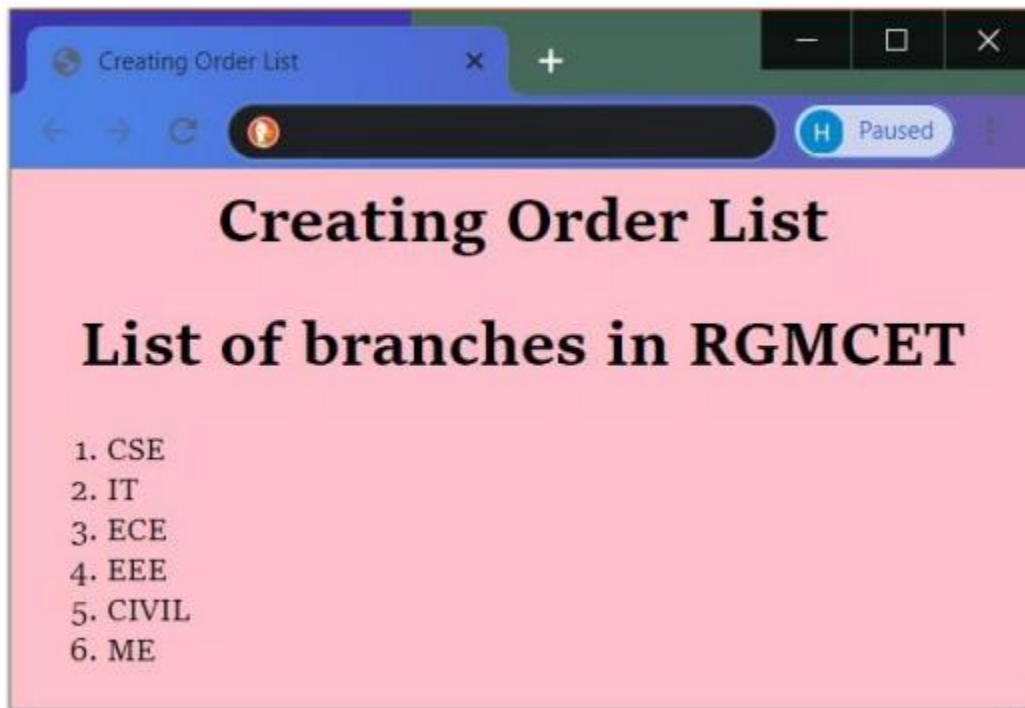 Creating Order List
H Paused
Creating Order List
List of branches in RGMCET
1. CSE
2. IT
3. ECE
4. EEE
5. CIVIL
6. ME